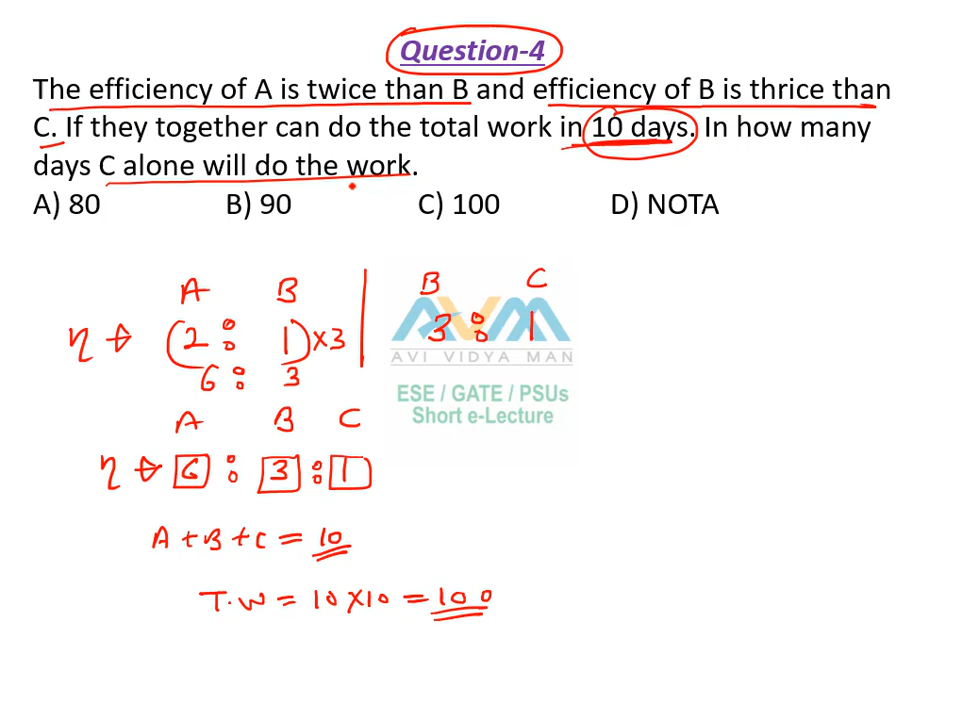 Question-4
The efficiency of A is twice than B and efficiency of B is thrice than
C. If they together can do the total work in 10 days. In how many
days C alone will do the work.
A) 80 B) 90 C) 100 D) NOTA
A B B C
η → (2 : 1) x3 3 : 1
6 : 3
AVM
AVI VIDYA MAN
ESE / GATE / PSUs
Short e-Lecture
A B C
η → 6 : 3 : 1
A + B + C = 10
T.W = 10 x 10 = 100